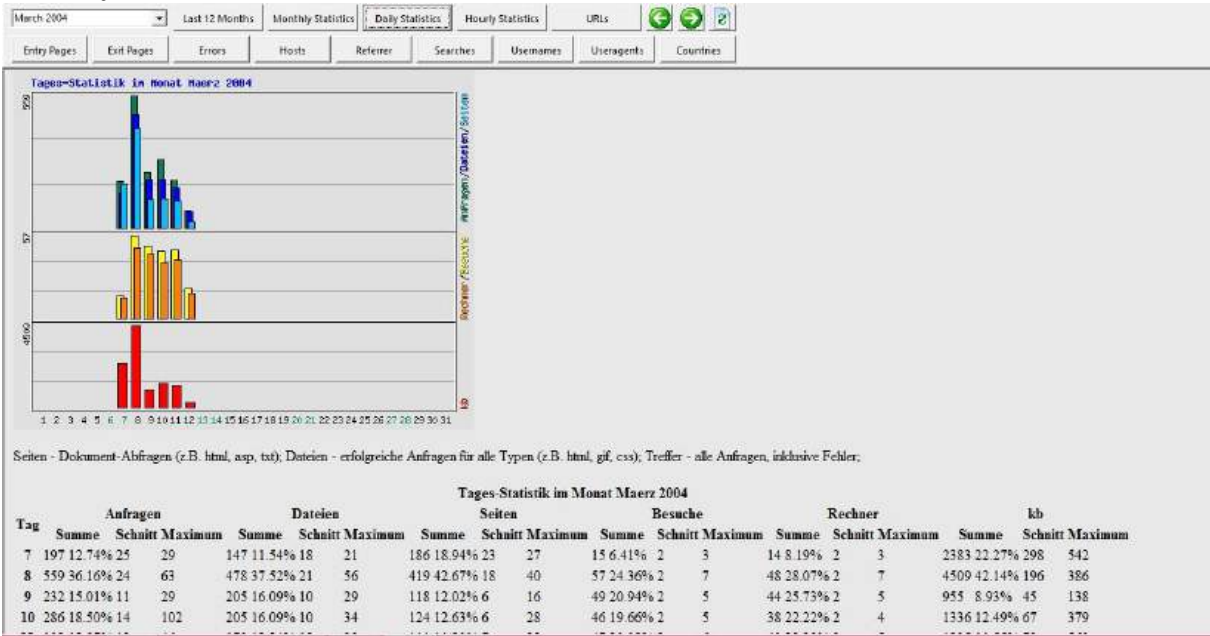 March 2004 Last 12 Months Monthly Statistics Daily Statistics Hourly Statistics URLs
Entry Pages Exit Pages Errors Hosts Referrer Searches Usernames Useragents Countries
Tages-Statistik im Monat Maerz 2004
559
Anfragen/Dateien/Seiten
57
Rechner/Besuche
4509
kb
1 2 3 4 5 6 7 8 9 10 11 12 13 14 15 16 17 18 19 20 21 22 23 24 25 26 27 28 29 30 31
Seiten - Dokument-Abfragen (z.B. html, asp, txt); Dateien - erfolgreiche Anfragen für alle Typen (z.B. html, gif, css); Treffer - alle Anfragen, inklusive Fehler;
Tages-Statistik im Monat Maerz 2004
Tag Anfragen Dateien Seiten Besuche Rechner kb
Summe Schnitt Maximum Summe Schnitt Maximum Summe Schnitt Maximum Summe Schnitt Maximum Summe Schnitt Maximum Summe Schnitt Maximum
7 197 12.74% 25 29 147 11.54% 18 21 186 18.94% 23 27 15 6.41% 2 3 14 8.19% 2 3 2383 22.27% 298 542
8 559 36.16% 24 63 478 37.52% 21 56 419 42.67% 18 40 57 24.36% 2 7 48 28.07% 2 7 4509 42.14% 196 386
9 232 15.01% 11 29 205 16.09% 10 29 118 12.02% 6 16 49 20.94% 2 5 44 25.73% 2 5 955 8.93% 45 138
10 286 18.50% 14 102 205 16.09% 10 34 124 12.63% 6 28 46 19.66% 2 5 38 22.22% 2 4 1336 12.49% 67 379